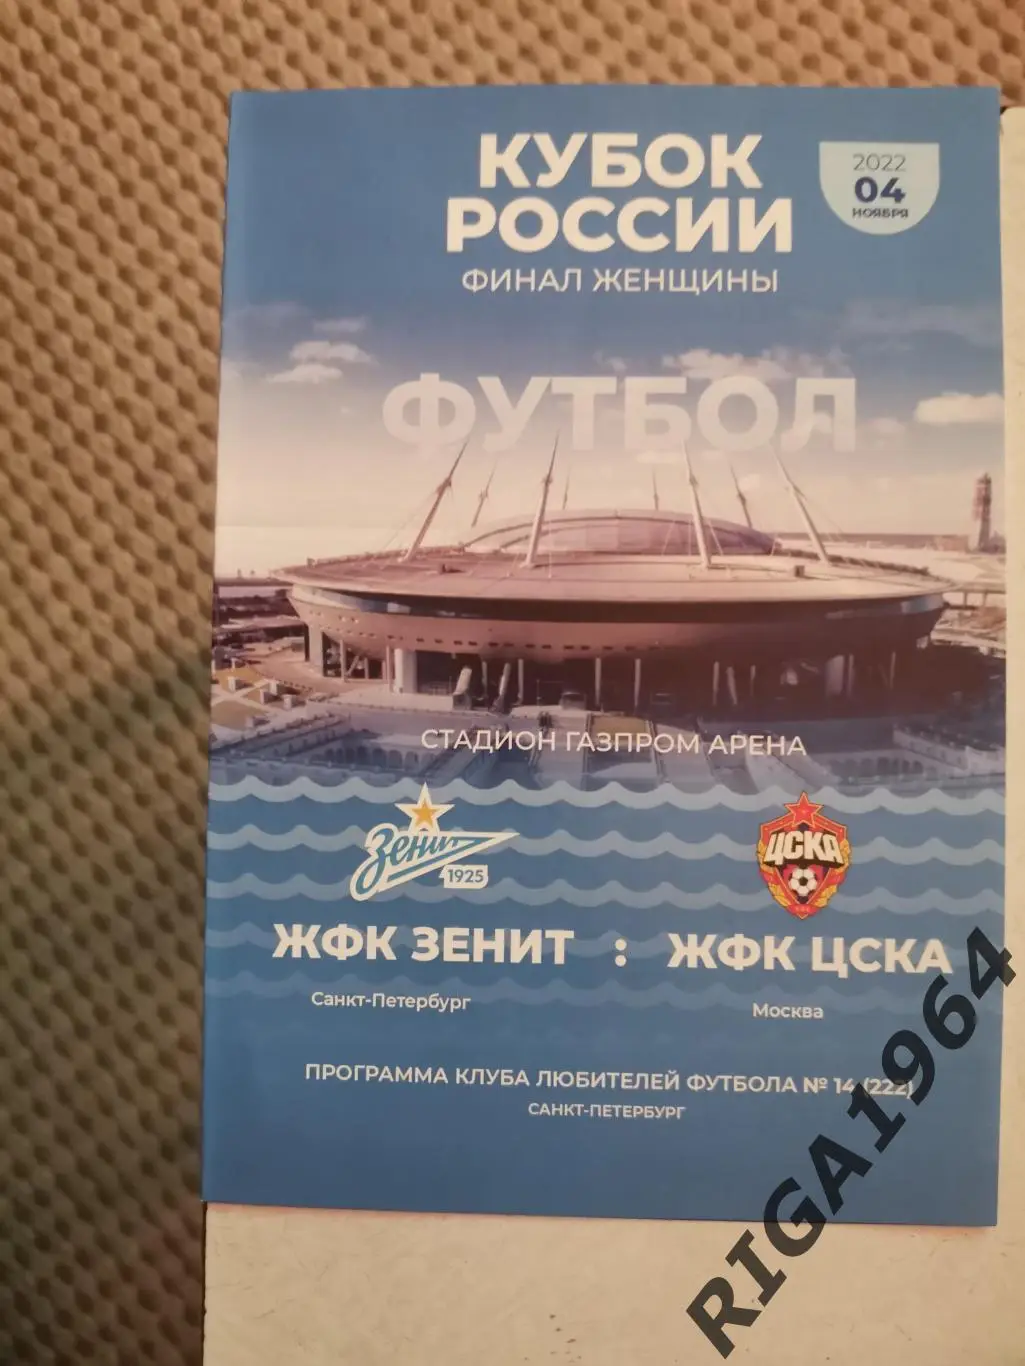 КУБОК
РОССИИ
ФИНАЛ ЖЕНЩИНЫ
2022
04
НОЯБРЯ
ФУТБОЛ
СТАДИОН ГАЗПРОМ АРЕНА
Зенит
1925
ЦСКА
ЖФК ЗЕНИТ : ЖФК ЦСКА
Санкт-Петербург
Москва
ПРОГРАММА КЛУБА ЛЮБИТЕЛЕЙ ФУТБОЛА № 14 (222)
САНКТ-ПЕТЕРБУРГ
RIGA1964